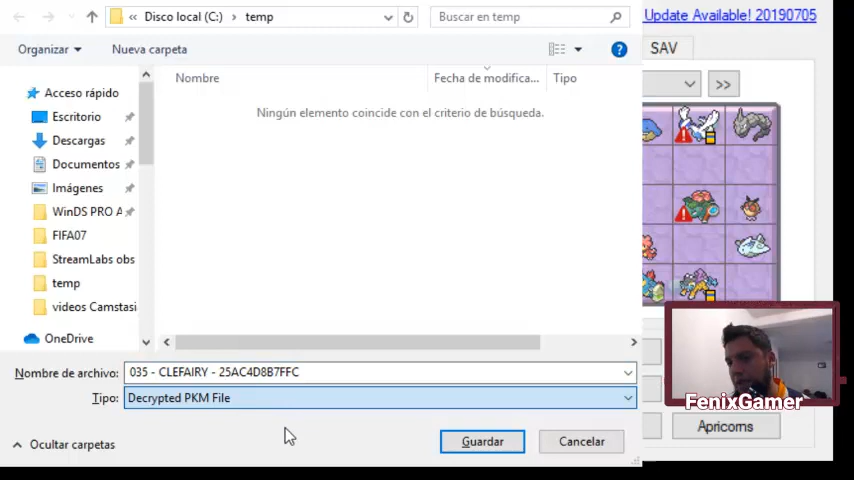 « Disco local (C:) > temp
Buscar en temp
Update Available! 20190705
Organizar
Nueva carpeta
SAV
Nombre
Fecha de modifica...
Tipo
>>
Acceso rápido
Ningún elemento coincide con el criterio de búsqueda.
Escritorio
Descargas
Documentos
Imágenes
WinDS PRO A
FIFA07
StreamLabs obs
temp
videos Camstasi
OneDrive
Nombre de archivo: 035 - CLEFAIRY - 25AC4D8B7FFC
Tipo: Decrypted PKM File
FenixGamer
Apricorns
Ocultar carpetas
Guardar
Cancelar